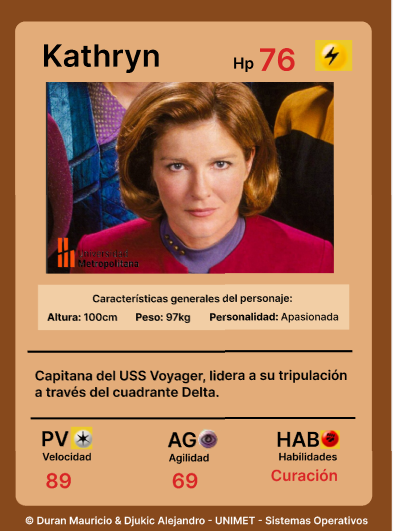 Kathryn
Hp 76
Universidad
Metropolitana
Características generales del personaje:
Altura: 100cm Peso: 97kg Personalidad: Apasionada
Capitana del USS Voyager, lidera a su tripulación
a través del cuadrante Delta.
PV AG HAB
Velocidad Agilidad Habilidades
89 69 Curación
© Duran Mauricio & Djukic Alejandro - UNIMET - Sistemas Operativos